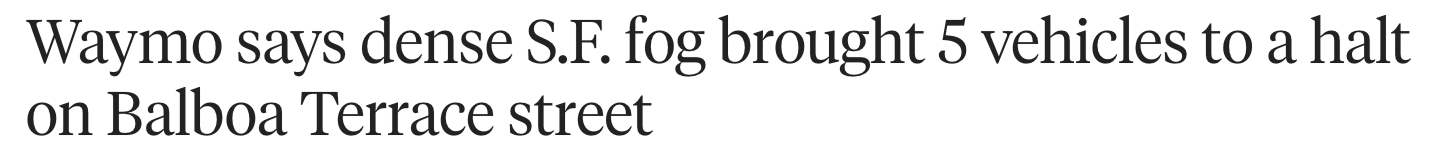 Waymo says dense S.F. fog brought 5 vehicles to a halt
on Balboa Terrace street